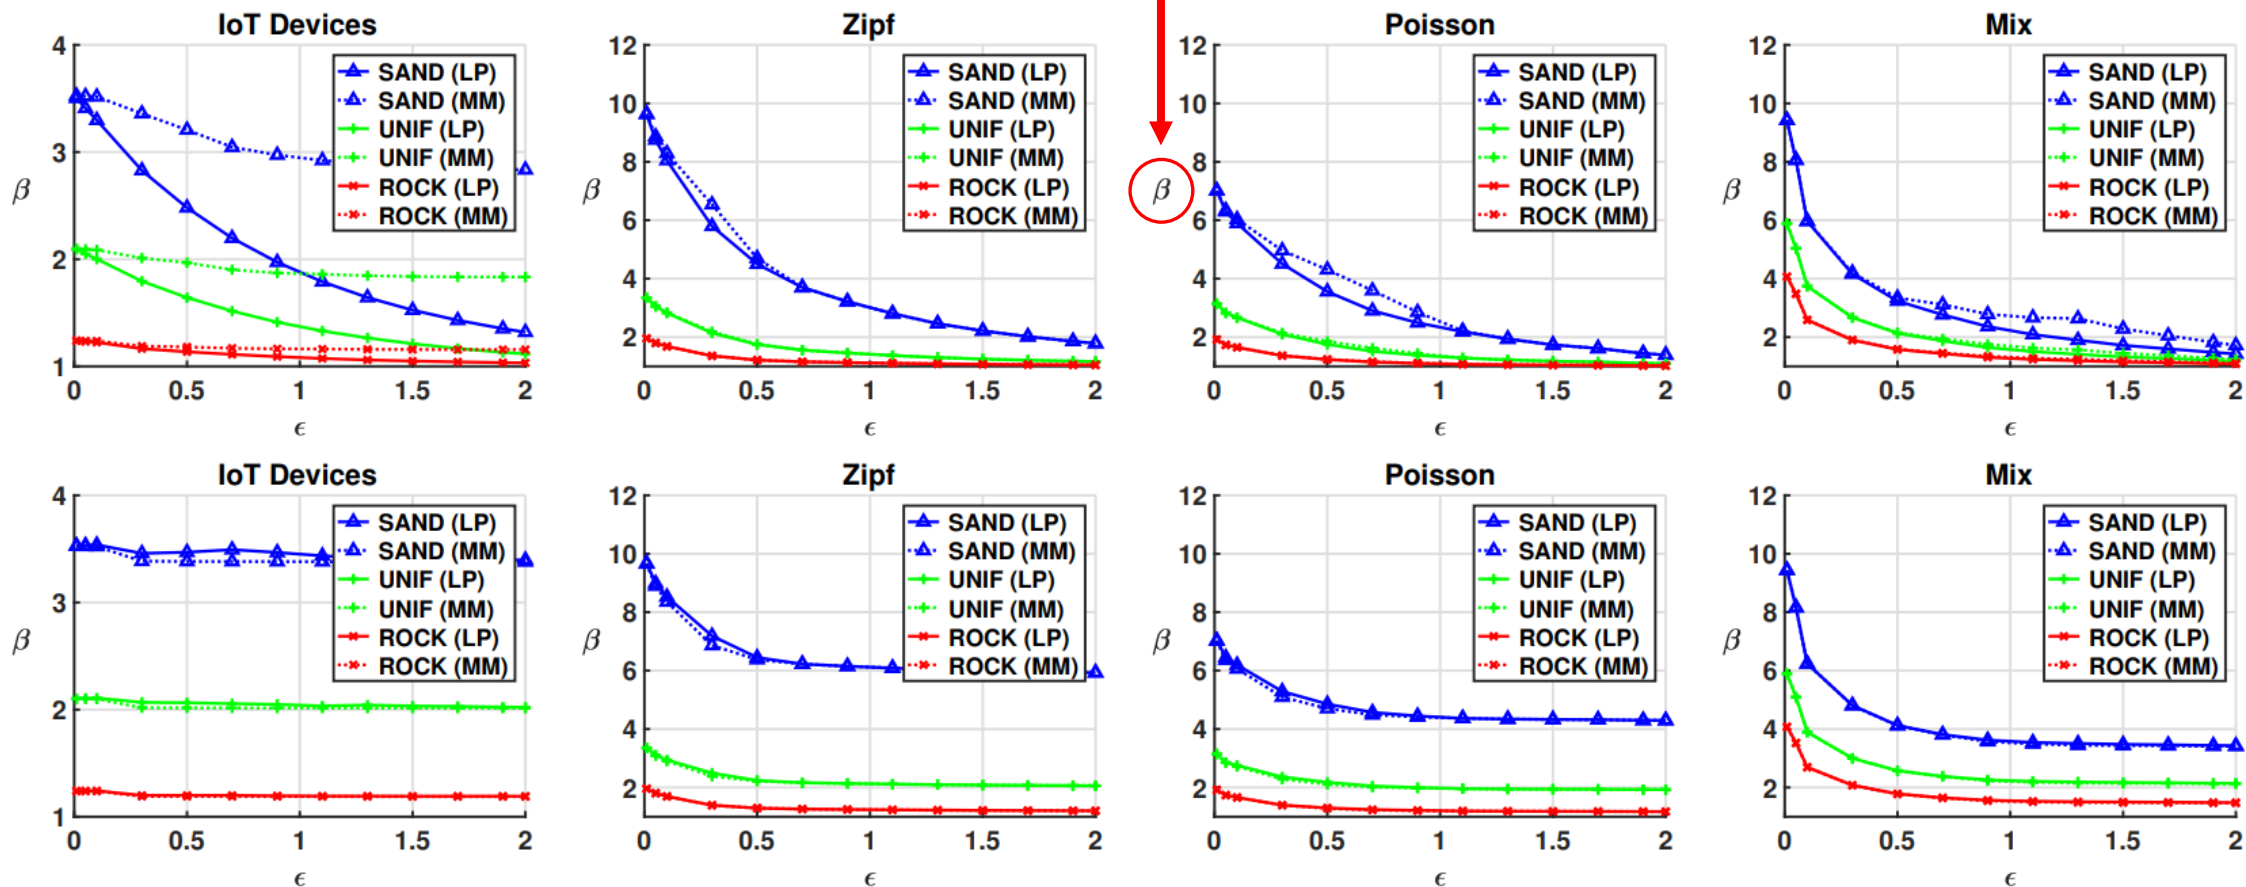 IoT Devices
4
3
2
1
β
SAND (LP)
SAND (MM)
UNIF (LP)
UNIF (MM)
ROCK (LP)
ROCK (MM)
0 0.5 1 1.5 2
ϵ
Zipf
12
10
8
6
4
2
β
SAND (LP)
SAND (MM)
UNIF (LP)
UNIF (MM)
ROCK (LP)
ROCK (MM)
0 0.5 1 1.5 2
ϵ
Poisson
12
10
8
6
4
2
β
SAND (LP)
SAND (MM)
UNIF (LP)
UNIF (MM)
ROCK (LP)
ROCK (MM)
0 0.5 1 1.5 2
ϵ
Mix
12
10
8
6
4
2
β
SAND (LP)
SAND (MM)
UNIF (LP)
UNIF (MM)
ROCK (LP)
ROCK (MM)
0 0.5 1 1.5 2
ϵ
IoT Devices
4
3
2
1
β
SAND (LP)
SAND (MM)
UNIF (LP)
UNIF (MM)
ROCK (LP)
ROCK (MM)
0 0.5 1 1.5 2
ϵ
Zipf
12
10
8
6
4
2
β
SAND (LP)
SAND (MM)
UNIF (LP)
UNIF (MM)
ROCK (LP)
ROCK (MM)
0 0.5 1 1.5 2
ϵ
Poisson
12
10
8
6
4
2
β
SAND (LP)
SAND (MM)
UNIF (LP)
UNIF (MM)
ROCK (LP)
ROCK (MM)
0 0.5 1 1.5 2
ϵ
Mix
12
10
8
6
4
2
β
SAND (LP)
SAND (MM)
UNIF (LP)
UNIF (MM)
ROCK (LP)
ROCK (MM)
0 0.5 1 1.5 2
ϵ